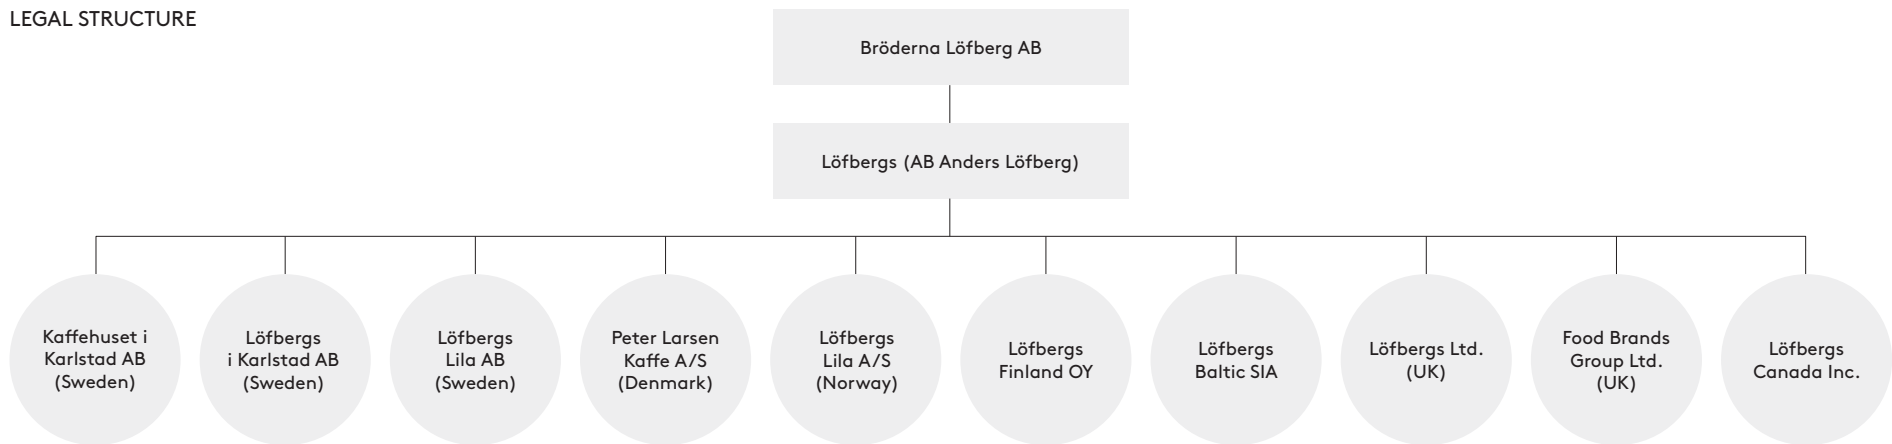 LEGAL STRUCTURE
Bröderna Löfberg AB
Löfbergs (AB Anders Löfberg)
Kaffehuset i
Karlstad AB
(Sweden)
Löfbergs
i Karlstad AB
(Sweden)
Löfbergs
Lila AB
(Sweden)
Peter Larsen
Kaffe A/S
(Denmark)
Löfbergs
Lila A/S
(Norway)
Löfbergs
Finland OY
Löfbergs
Baltic SIA
Löfbergs Ltd.
(UK)
Food Brands
Group Ltd.
(UK)
Löfbergs
Canada Inc.